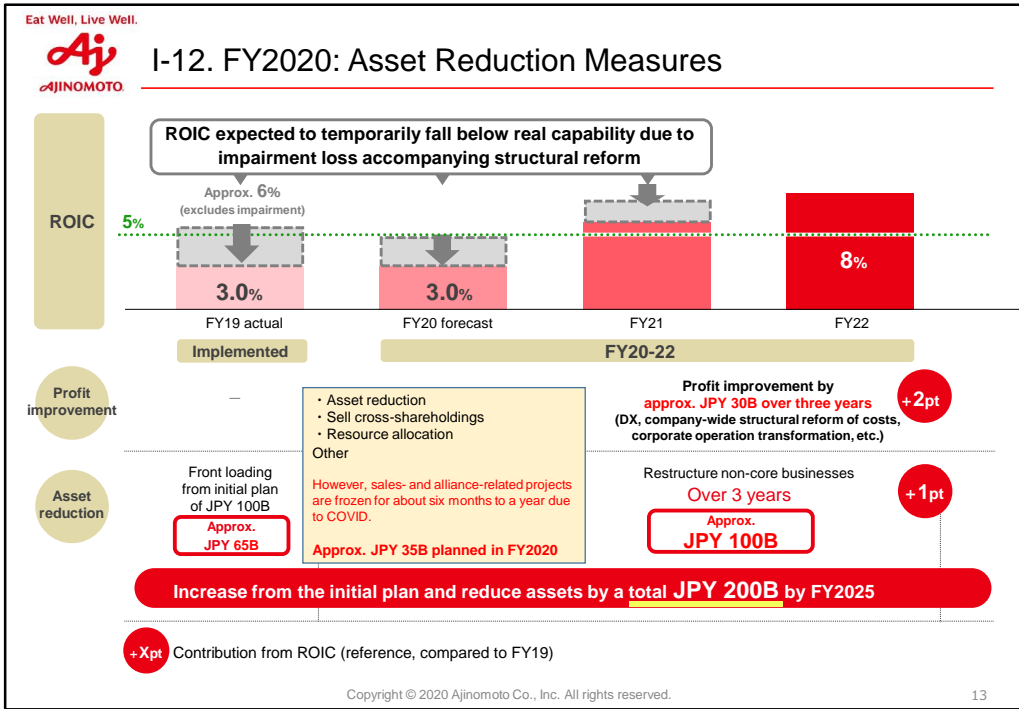 Eat Well, Live Well.
AJINOMOTO
I-12. FY2020: Asset Reduction Measures
ROIC expected to temporarily fall below real capability due to
impairment loss accompanying structural reform
ROIC
5%
Approx. 6%
(excludes impairment)
3.0%
3.0%
8%
FY19 actual
FY20 forecast
FY21
FY22
Implemented
FY20-22
Profit
improvement
—
・Asset reduction
・Sell cross-shareholdings
・Resource allocation
Other
However, sales- and alliance-related projects
are frozen for about six months to a year due
to COVID.
Approx. JPY 35B planned in FY2020
Profit improvement by
approx. JPY 30B over three years
(DX, company-wide structural reform of costs,
corporate operation transformation, etc.)
+2pt
Asset
reduction
Front loading
from initial plan
of JPY 100B
Approx.
JPY 65B
Restructure non-core businesses
Over 3 years
Approx.
JPY 100B
+1pt
Increase from the initial plan and reduce assets by a total JPY 200B by FY2025
+Xpt Contribution from ROIC (reference, compared to FY19)
Copyright © 2020 Ajinomoto Co., Inc. All rights reserved.
13